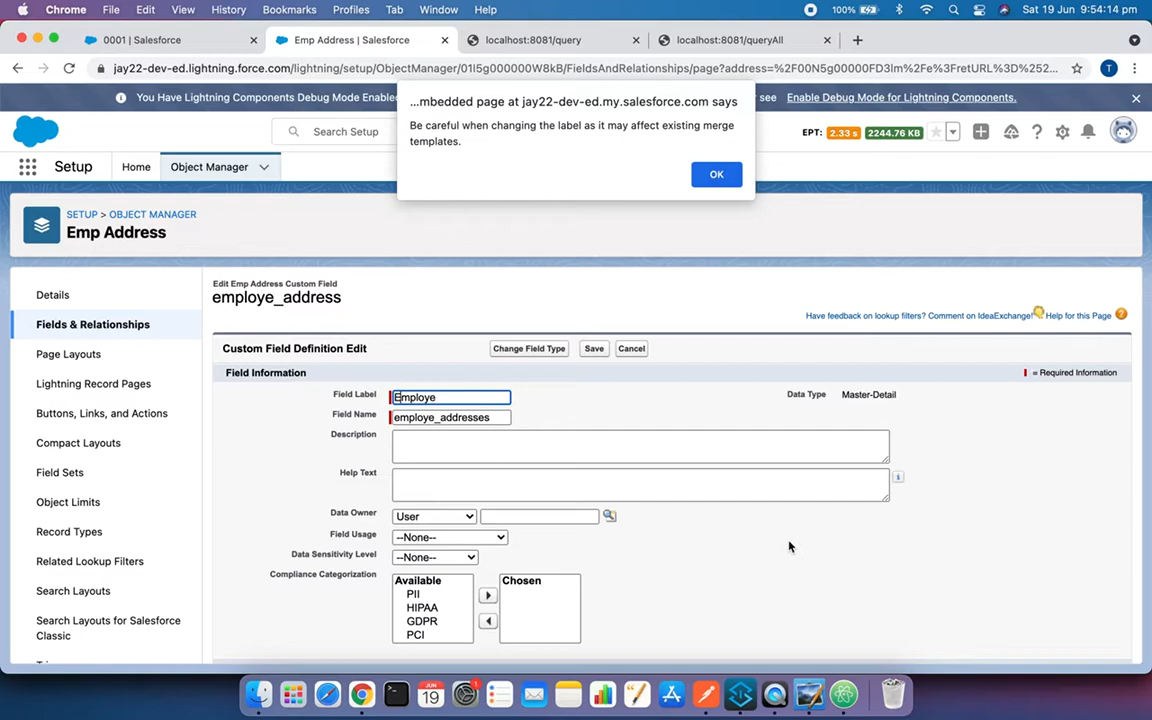 Chrome File Edit View History Bookmarks Profiles Tab Window Help 100% Sat 19 Jun 9:54:14 pm
0001 | Salesforce Emp Address | Salesforce localhost:8081/query localhost:8081/queryAll
jay22-dev-ed.lightning.force.com/lightning/setup/ObjectManager/01I5g000000W8kB/FieldsAndRelationships/page?address=%2F00N5g00000FD3lm%2Fe%3FretURL%3D%252... T
You Have Lightning Components Debug Mode Enabled see Enable Debug Mode for Lightning Components.
...mbedded page at jay22-dev-ed.my.salesforce.com says
Be careful when changing the label as it may affect existing merge
templates.
OK
Search Setup
EPT: 2.33 s 2244.76 KB
Setup Home Object Manager
SETUP > OBJECT MANAGER
Emp Address
Details
Fields & Relationships
Page Layouts
Lightning Record Pages
Buttons, Links, and Actions
Compact Layouts
Field Sets
Object Limits
Record Types
Related Lookup Filters
Search Layouts
Search Layouts for Salesforce
Classic
Edit Emp Address Custom Field
employe_address
Have feedback on lookup filters? Comment on IdeaExchange! Help for this Page
Custom Field Definition Edit Change Field Type Save Cancel
Field Information = Required Information
Field Label Employe Data Type Master-Detail
Field Name employe_addresses
Description
Help Text
Data Owner User
Field Usage --None--
Data Sensitivity Level --None--
Compliance Categorization Available Chosen
PII
HIPAA
GDPR
PCI
JUN
19
1